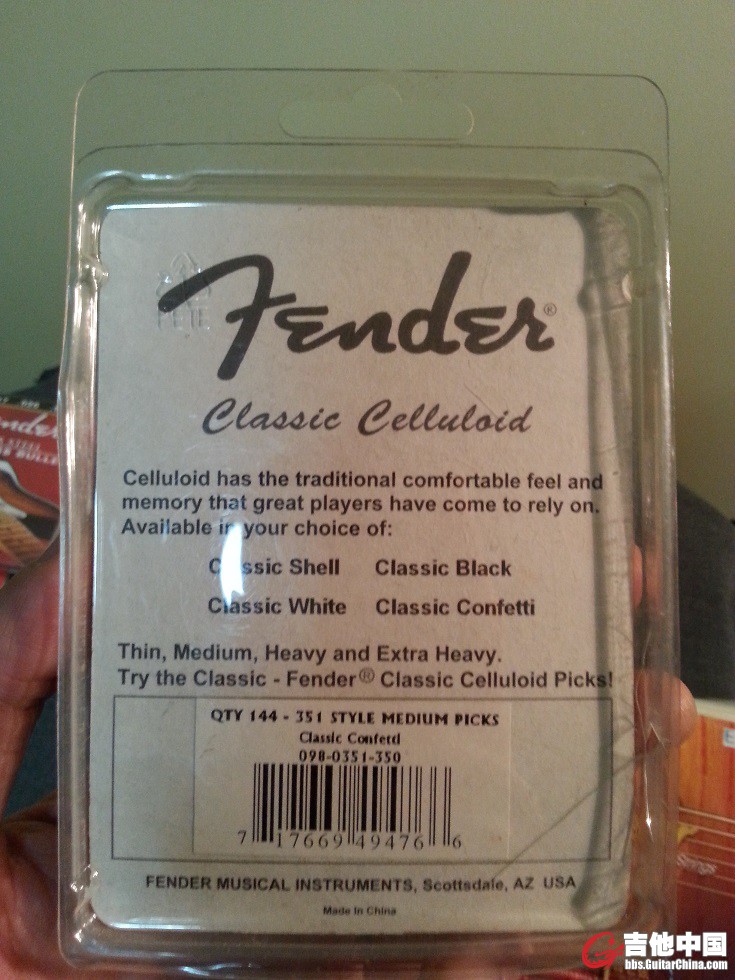 PETE
Fender®
Classic Celluloid
Celluloid has the traditional comfortable feel and
memory that great players have come to rely on.
Available in your choice of:
Classic Shell Classic Black
Classic White Classic Confetti
Thin, Medium, Heavy and Extra Heavy.
Try the Classic - Fender® Classic Celluloid Picks!
QTY 144 - 351 STYLE MEDIUM PICKS
Classic Confetti
098-0351-350
7 17669 49476 6
FENDER MUSICAL INSTRUMENTS, Scottsdale, AZ USA
Made In China
Strings
吉他中国
bbs.GuitarChina.com